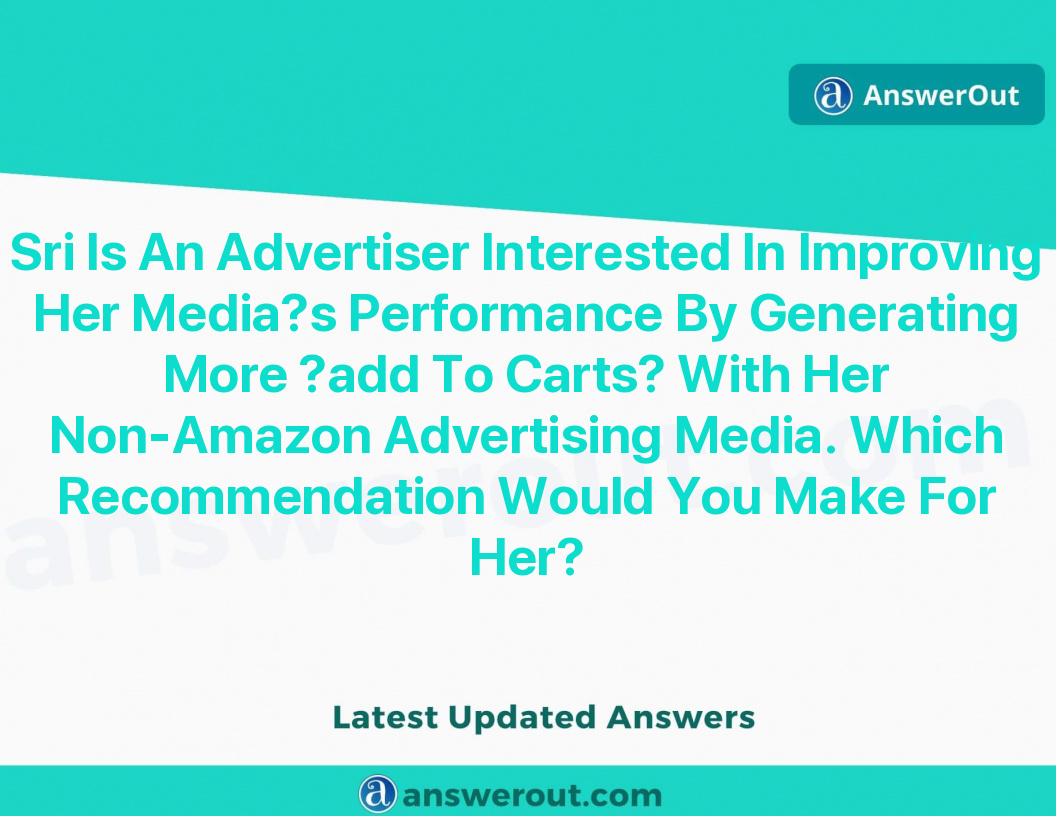 AnswerOut
Sri Is An Advertiser Interested In Improving
Her Media?s Performance By Generating
More ?add To Carts? With Her
Non-Amazon Advertising Media. Which
Recommendation Would You Make For
Her?
answerout.com
Latest Updated Answers
answerout.com